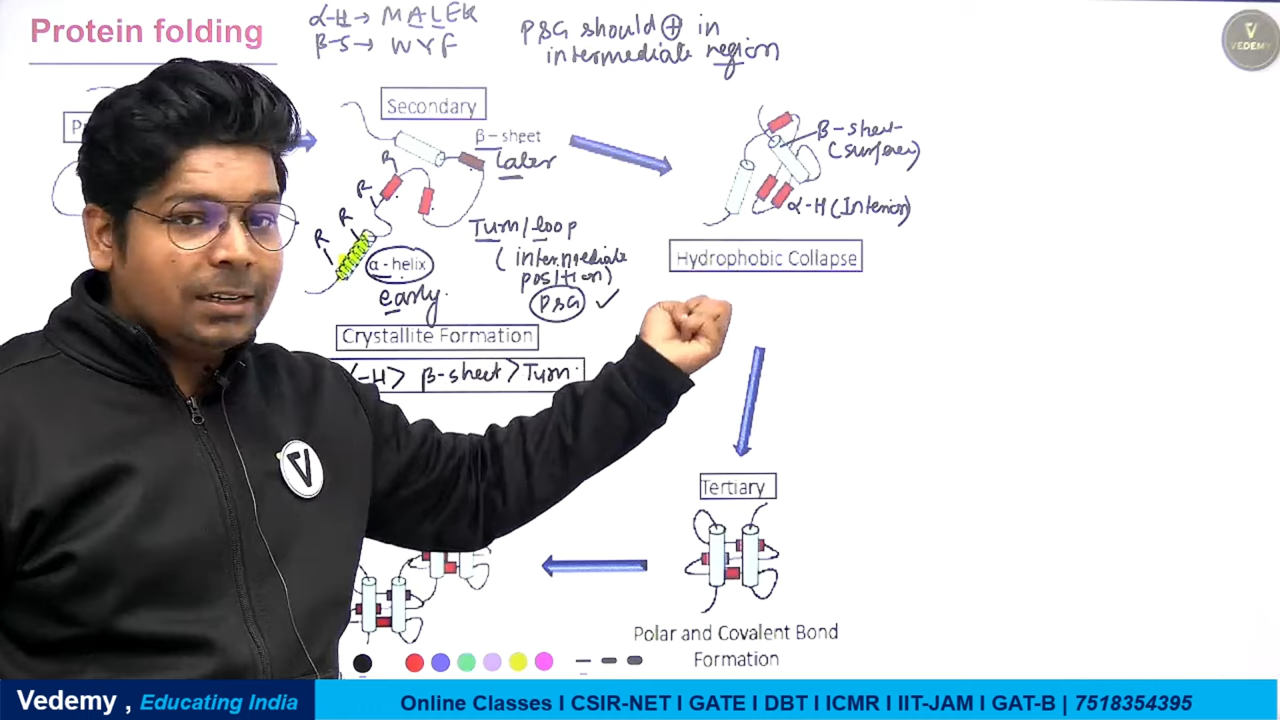 Protein folding
α-H → MALEK
β-S → WYF
PSG should ⊕ in
intermediate region
VEDEMY
Secondary
β-sheet
later
R
R
R
R
Turn/loop
(intermediate
position)
PSG ✓
α-helix
early.
Crystallite Formation
-H > β-sheet > Turn.
β-sheet
(surface)
α-H (Interior)
Hydrophobic Collapse
Tertiary
Polar and Covalent Bond
Formation
Vedemy , Educating India
Online Classes I CSIR-NET I GATE I DBT I ICMR I IIT-JAM I GAT-B | 7518354395